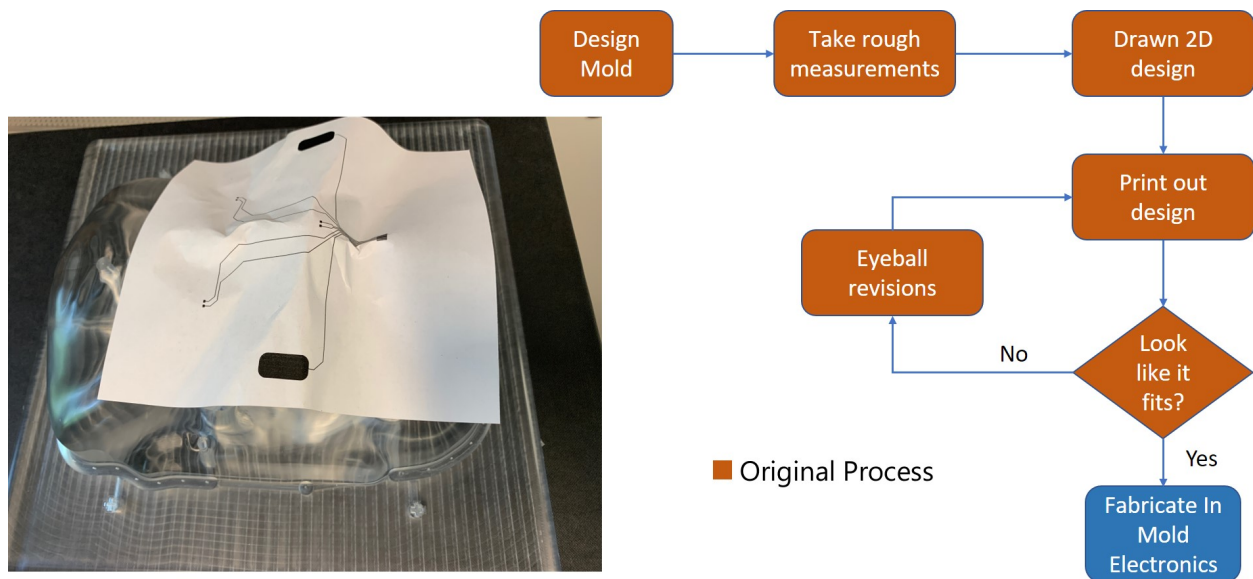 Design
Mold
Take rough
measurements
Drawn 2D
design
Print out
design
Eyeball
revisions
Look
like it
fits?
No
Yes
Original Process
Fabricate In
Mold
Electronics